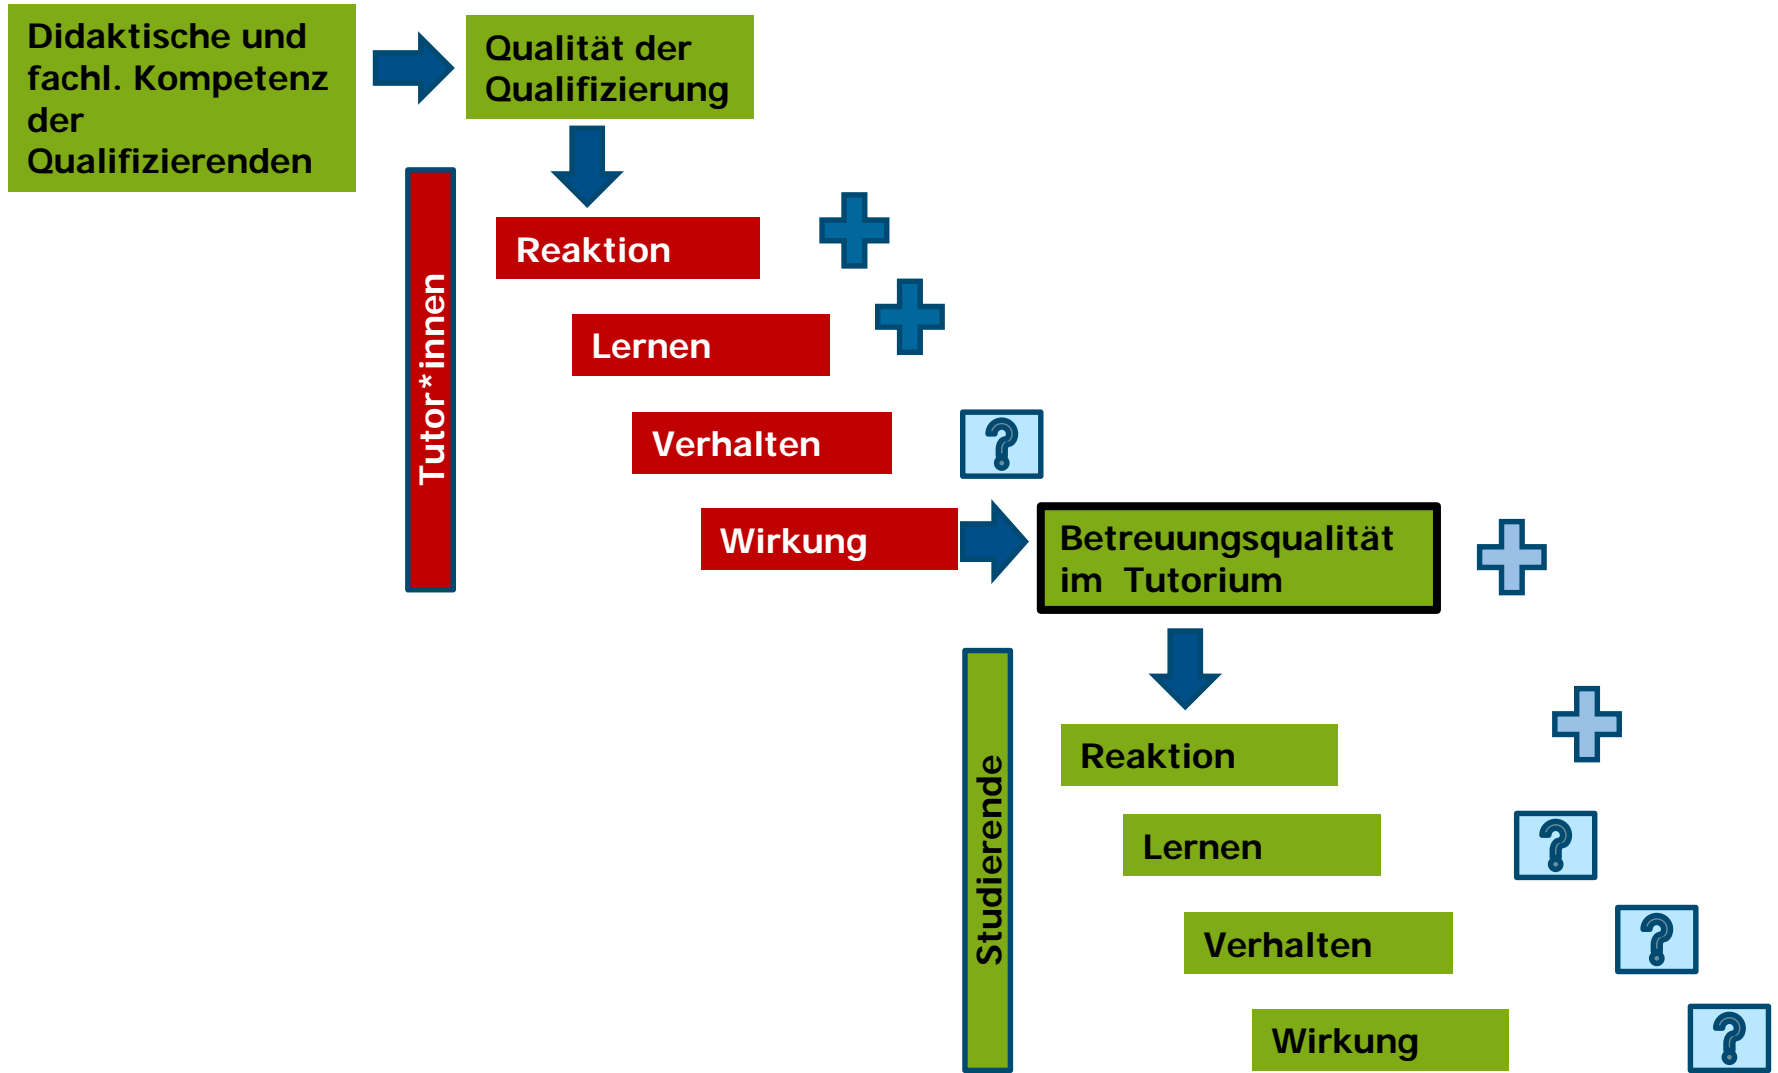 Didaktische und
fachl. Kompetenz
der
Qualifizierenden
Qualität der
Qualifizierung
Tutor*innen
Reaktion
Lernen
Verhalten
?
Wirkung
Betreuungsqualität
im Tutorium
Studierende
Reaktion
Lernen
?
Verhalten
?
Wirkung
?